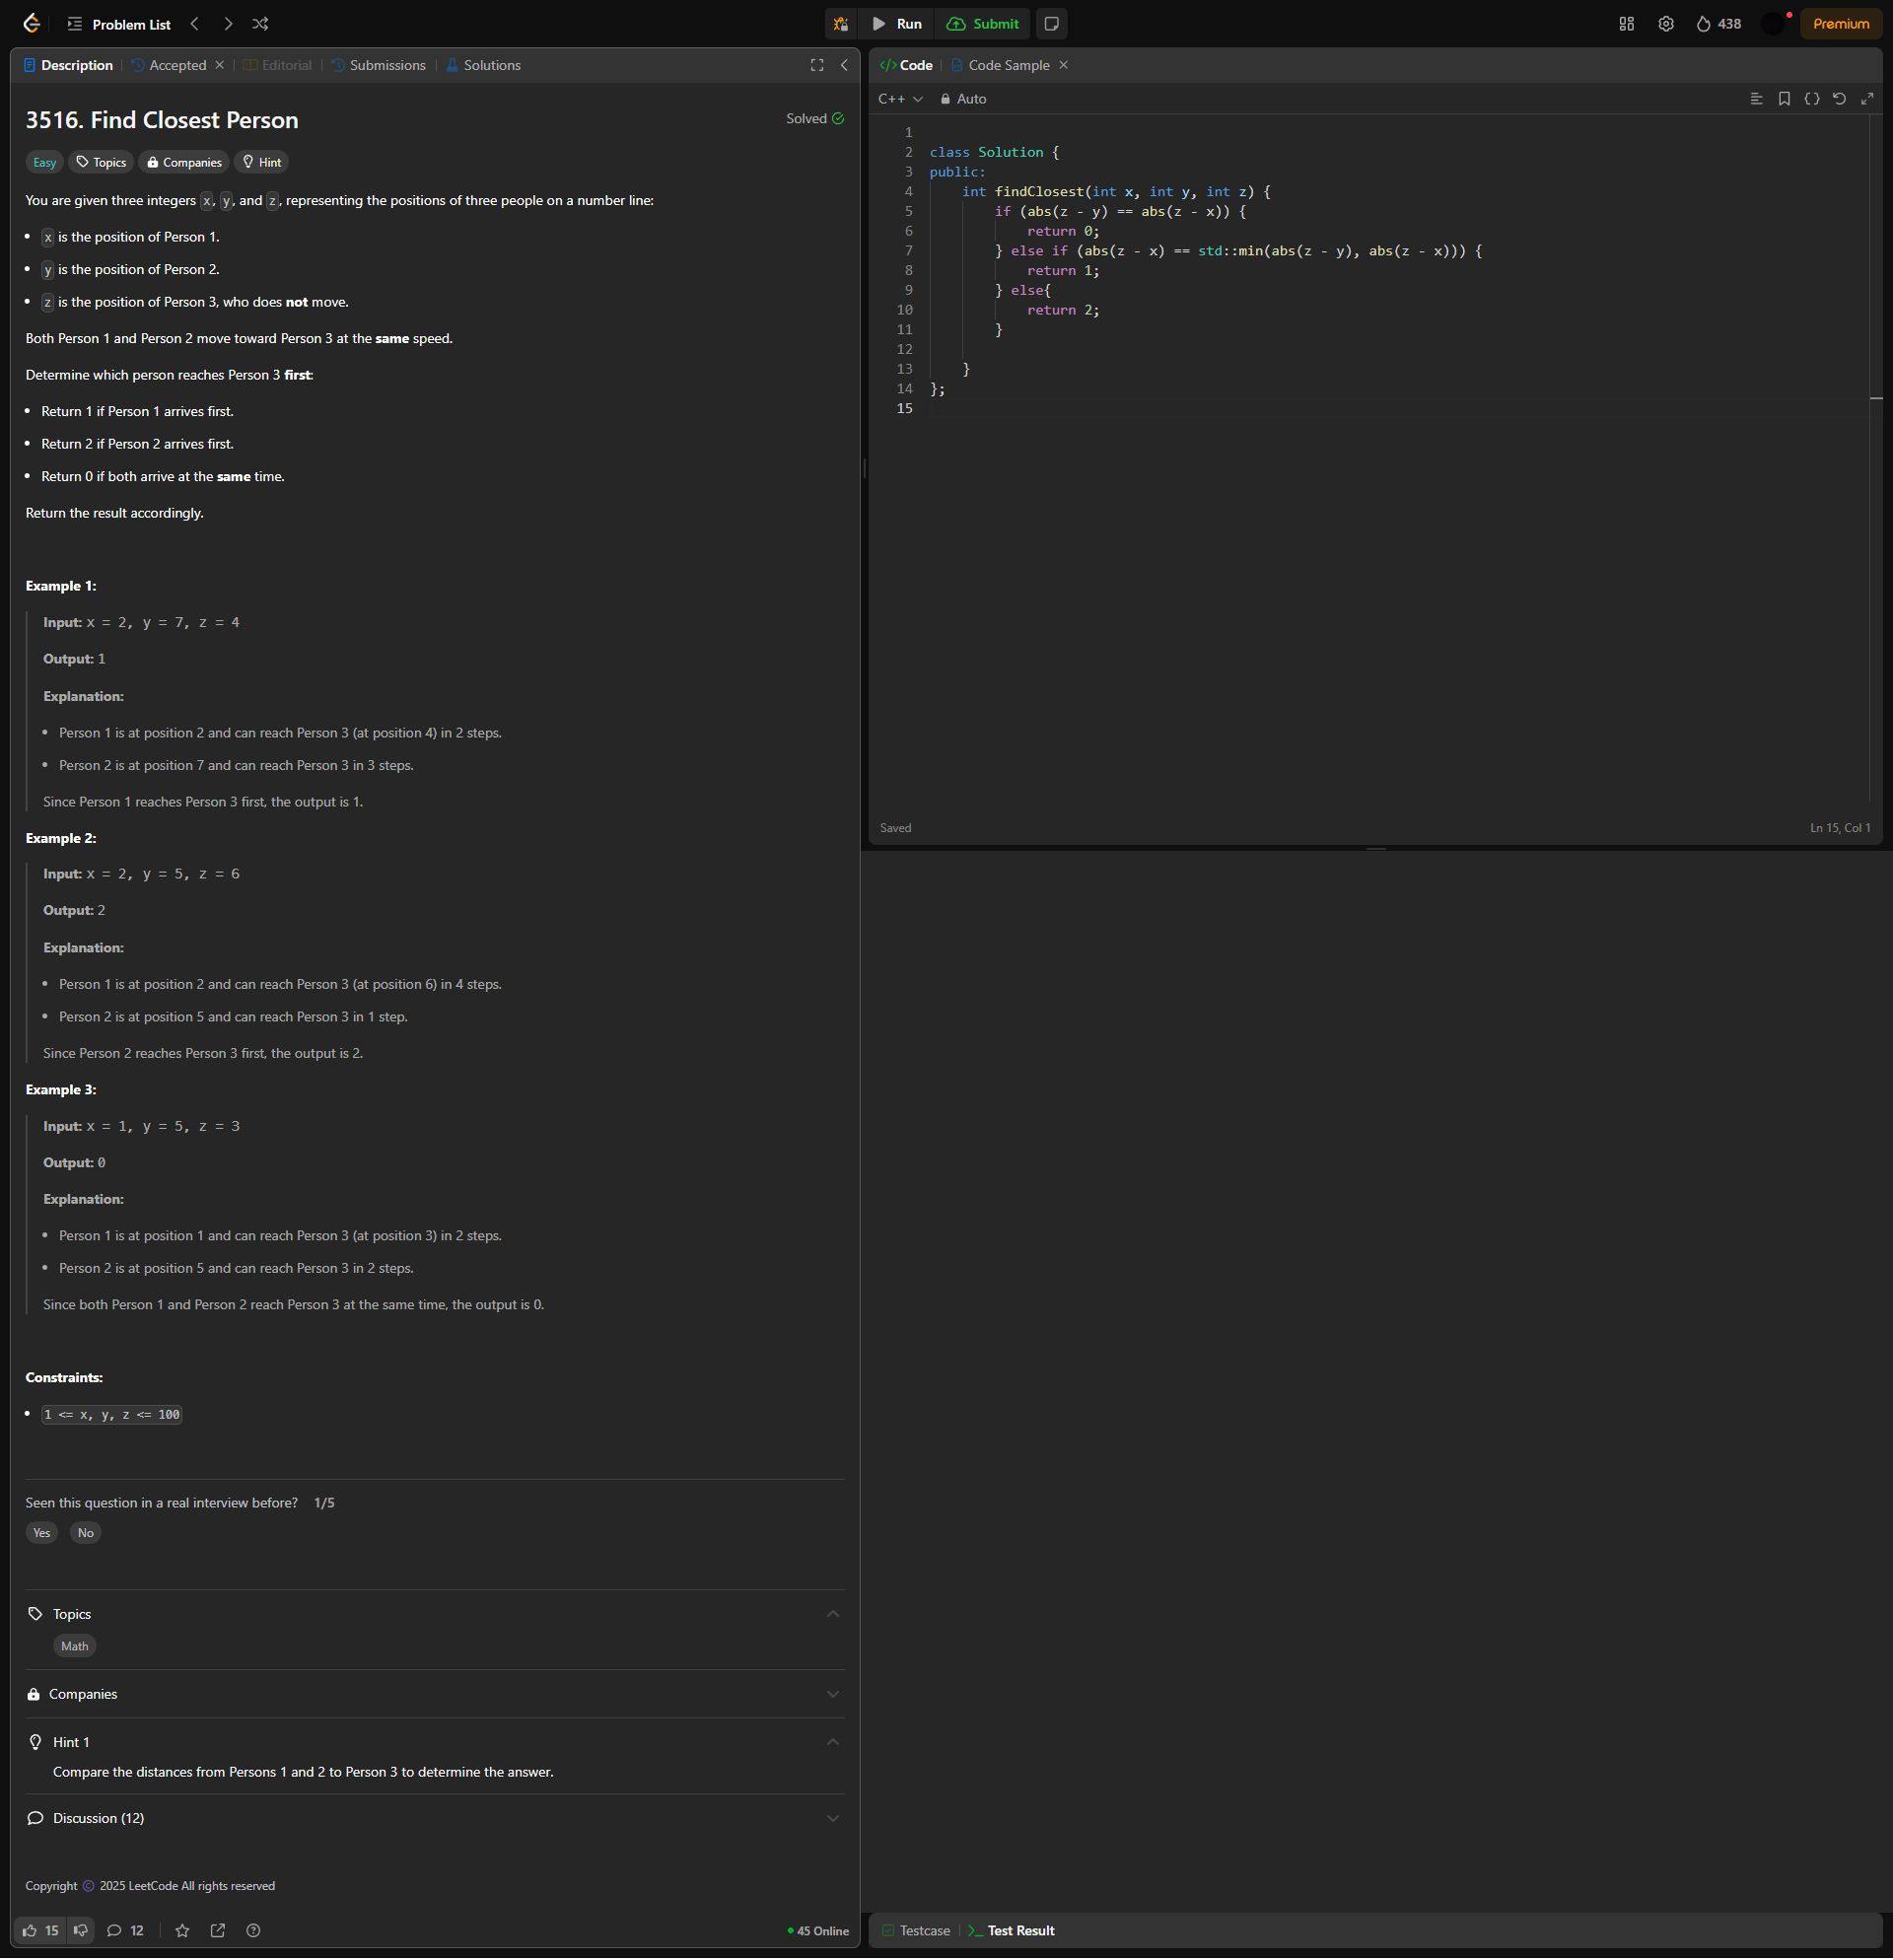 Problem List
Run
Submit
438
Premium
Description
Accepted
Editorial
Submissions
Solutions
3516. Find Closest Person
Solved
Easy
Topics
Companies
Hint
You are given three integers x, y, and z, representing the positions of three people on a number line:
• x is the position of Person 1.
• y is the position of Person 2.
• z is the position of Person 3, who does not move.
Both Person 1 and Person 2 move toward Person 3 at the same speed.
Determine which person reaches Person 3 first:
• Return 1 if Person 1 arrives first.
• Return 2 if Person 2 arrives first.
• Return 0 if both arrive at the same time.
Return the result accordingly.
Example 1:
Input: x = 2, y = 7, z = 4
Output: 1
Explanation:
• Person 1 is at position 2 and can reach Person 3 (at position 4) in 2 steps.
• Person 2 is at position 7 and can reach Person 3 in 3 steps.
Since Person 1 reaches Person 3 first, the output is 1.
Example 2:
Input: x = 2, y = 5, z = 6
Output: 2
Explanation:
• Person 1 is at position 2 and can reach Person 3 (at position 6) in 4 steps.
• Person 2 is at position 5 and can reach Person 3 in 1 step.
Since Person 2 reaches Person 3 first, the output is 2.
Example 3:
Input: x = 1, y = 5, z = 3
Output: 0
Explanation:
• Person 1 is at position 1 and can reach Person 3 (at position 3) in 2 steps.
• Person 2 is at position 5 and can reach Person 3 in 2 steps.
Since both Person 1 and Person 2 reach Person 3 at the same time, the output is 0.
Constraints:
• 1 <= x, y, z <= 100
Seen this question in a real interview before? 1/5
Yes
No
Topics
Math
Companies
Hint 1
Compare the distances from Persons 1 and 2 to Person 3 to determine the answer.
Discussion (12)
Copyright © 2025 LeetCode All rights reserved
15
12
45 Online
</> Code
Code Sample
C++
Auto
1
2 class Solution {
3 public:
4     int findClosest(int x, int y, int z) {
5         if (abs(z - y) == abs(z - x)) {
6             return 0;
7         } else if (abs(z - x) == std::min(abs(z - y), abs(z - x))) {
8             return 1;
9         } else{
10             return 2;
11         }
12
13     }
14 };
15
Saved
Ln 15, Col 1
Testcase
Test Result